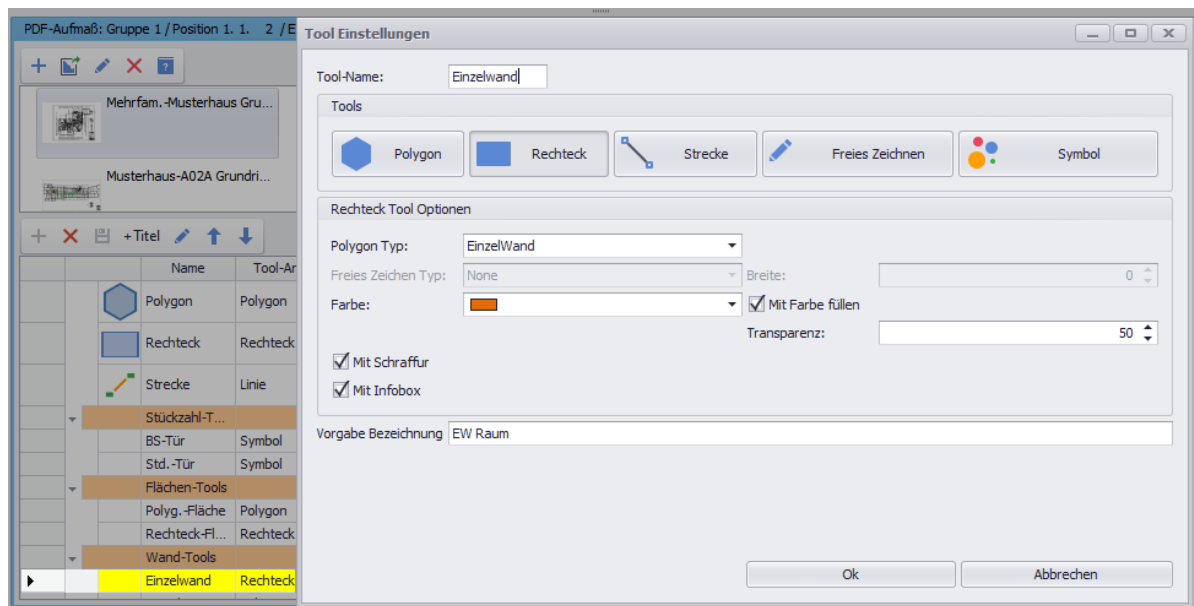 PDF-Aufmaß: Gruppe 1 / Position 1. 1. 2 / E
Mehrfam.-Musterhaus Gru...
Musterhaus-A02A Grundri...
+Titel
Name Tool-Ar
Polygon Polygon
Rechteck Rechteck
Strecke Linie
Stückzahl-T...
BS-Tür Symbol
Std.-Tür Symbol
Flächen-Tools
Polyg.-Fläche Polygon
Rechteck-Fl... Rechteck
Wand-Tools
Einzelwand Rechteck
Tool Einstellungen
Tool-Name: Einzelwand
Tools
Polygon Rechteck Strecke Freies Zeichnen Symbol
Rechteck Tool Optionen
Polygon Typ: EinzelWand
Freies Zeichen Typ: None Breite: 0
Farbe: Mit Farbe füllen
Transparenz: 50
Mit Schraffur
Mit Infobox
Vorgabe Bezeichnung EW Raum
Ok Abbrechen